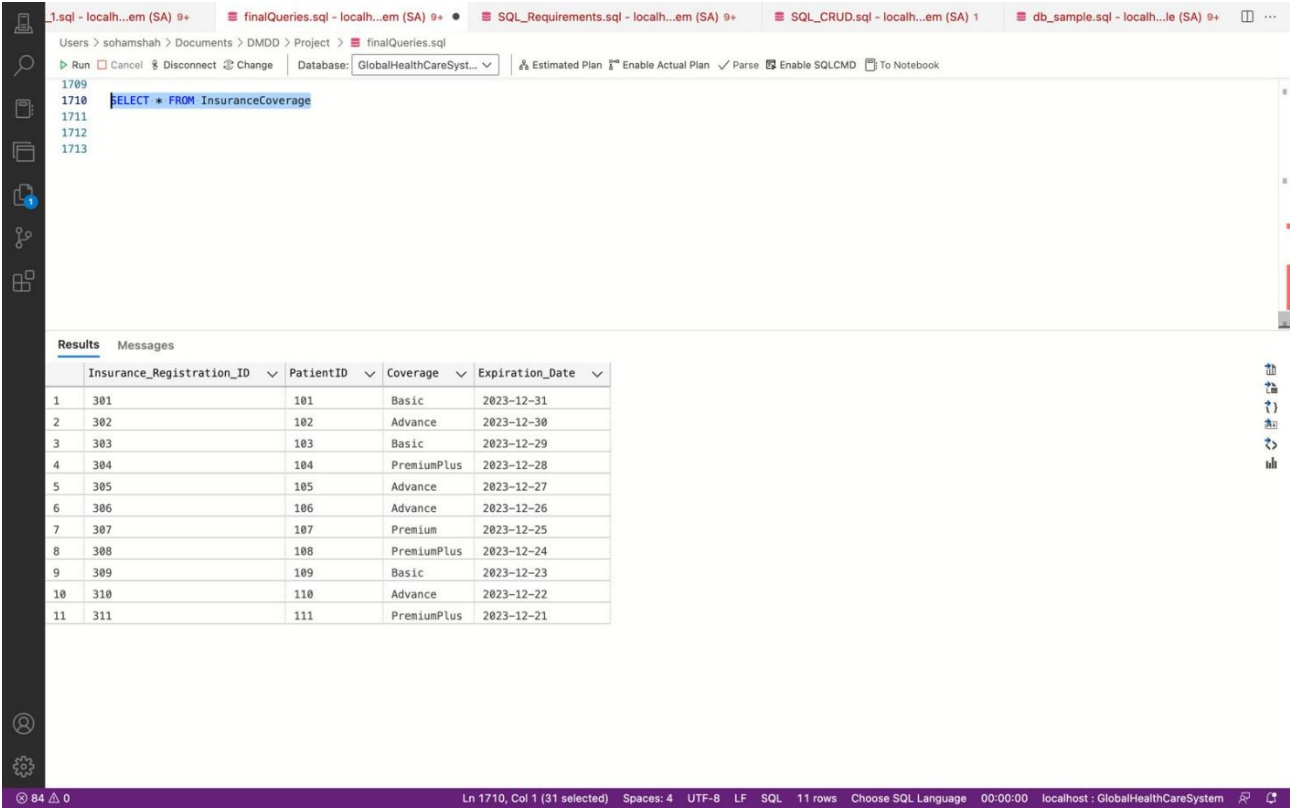 _1.sql - localh...em (SA) 9+ finalQueries.sql - localh...em (SA) 9+ ● SQL_Requirements.sql - localh...em (SA) 9+ SQL_CRUD.sql - localh...em (SA) 1 db_sample.sql - localh...le (SA) 9+ ···
Users > sohamshah > Documents > DMDD > Project > finalQueries.sql
Run Cancel Disconnect Change Database: GlobalHealthCareSyst... Estimated Plan Enable Actual Plan Parse Enable SQLCMD To Notebook
1709
1710 SELECT * FROM InsuranceCoverage
1711
1712
1713
1
Results Messages
Insurance_Registration_ID PatientID Coverage Expiration_Date
1 301 101 Basic 2023-12-31
2 302 102 Advance 2023-12-30
3 303 103 Basic 2023-12-29
4 304 104 PremiumPlus 2023-12-28
5 305 105 Advance 2023-12-27
6 306 106 Advance 2023-12-26
7 307 107 Premium 2023-12-25
8 308 108 PremiumPlus 2023-12-24
9 309 109 Basic 2023-12-23
10 310 110 Advance 2023-12-22
11 311 111 PremiumPlus 2023-12-21
84 0 Ln 1710, Col 1 (31 selected) Spaces: 4 UTF-8 LF SQL 11 rows Choose SQL Language 00:00:00 localhost : GlobalHealthCareSystem